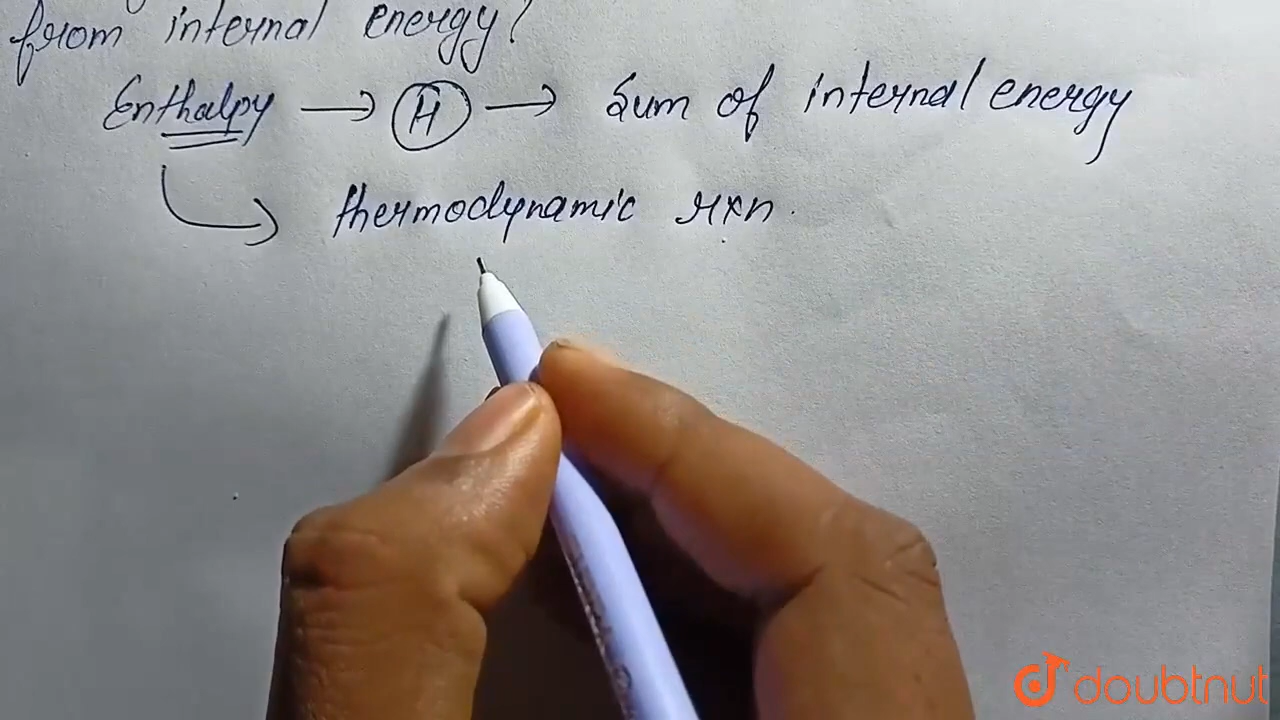 from internal energy?
Enthalpy → H → Sum of internal energy
thermodynamic rxn.
doubtnut